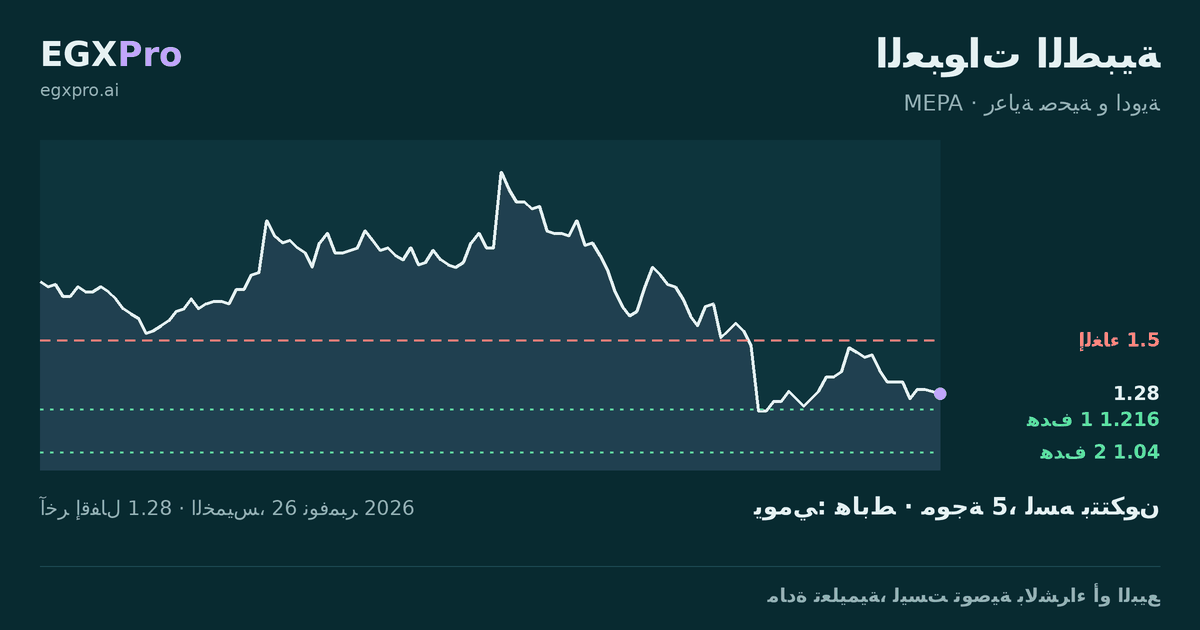 EGXPro
egxpro.ai
العبوات الطبية
MEPA · رعاية صحية و ادوية
إلغاء 1.5
1.28
هدف 1 1.216
هدف 2 1.04
يومي: هابط · موجة 5، لسه بتتكون
آخر إقفال 1.28 · الخميس، 26 نوفمبر 2026
مادة تعليمية، ليست توصية بالشراء أو البيع